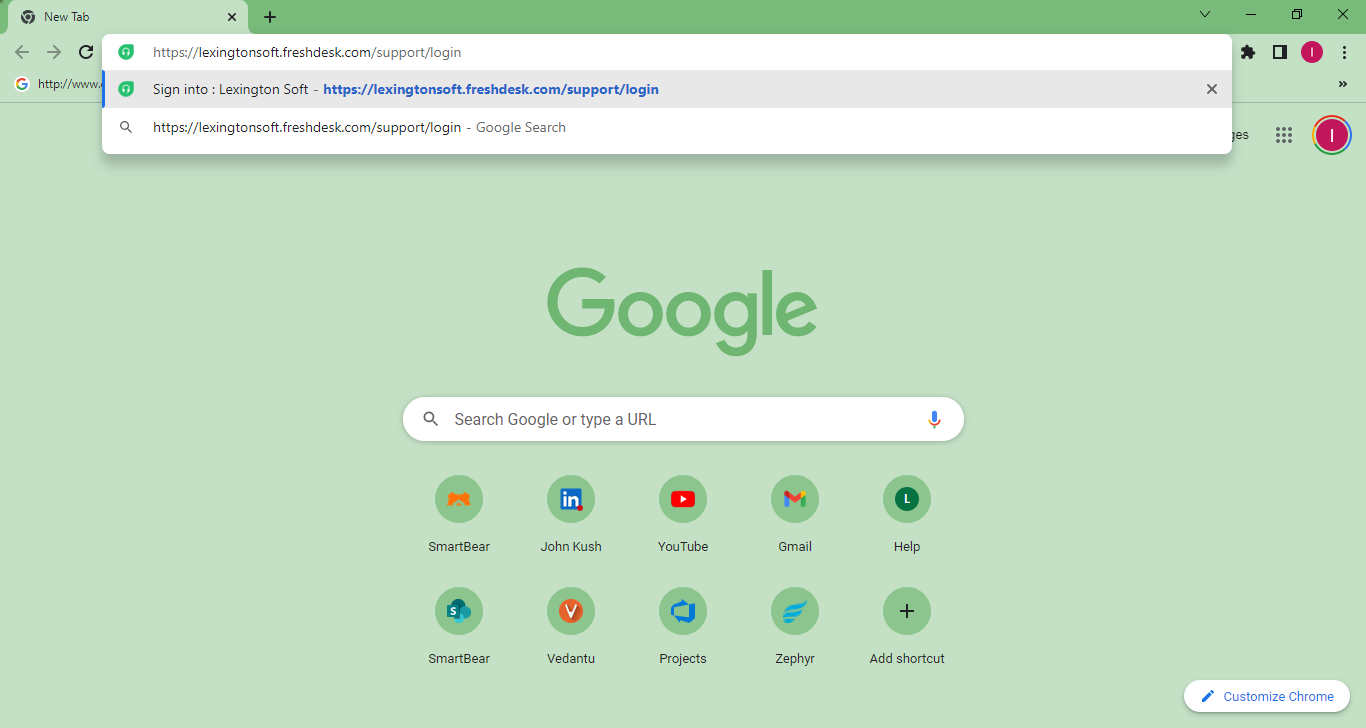 New Tab
https://lexingtonsoft.freshdesk.com/support/login
I
http://www.
Sign into : Lexington Soft - https://lexingtonsoft.freshdesk.com/support/login
https://lexingtonsoft.freshdesk.com/support/login - Google Search
I
Google
Search Google or type a URL
in
L
SmartBear
John Kush
YouTube
Gmail
Help
S
V
SmartBear
Vedantu
Projects
Zephyr
Add shortcut
Customize Chrome